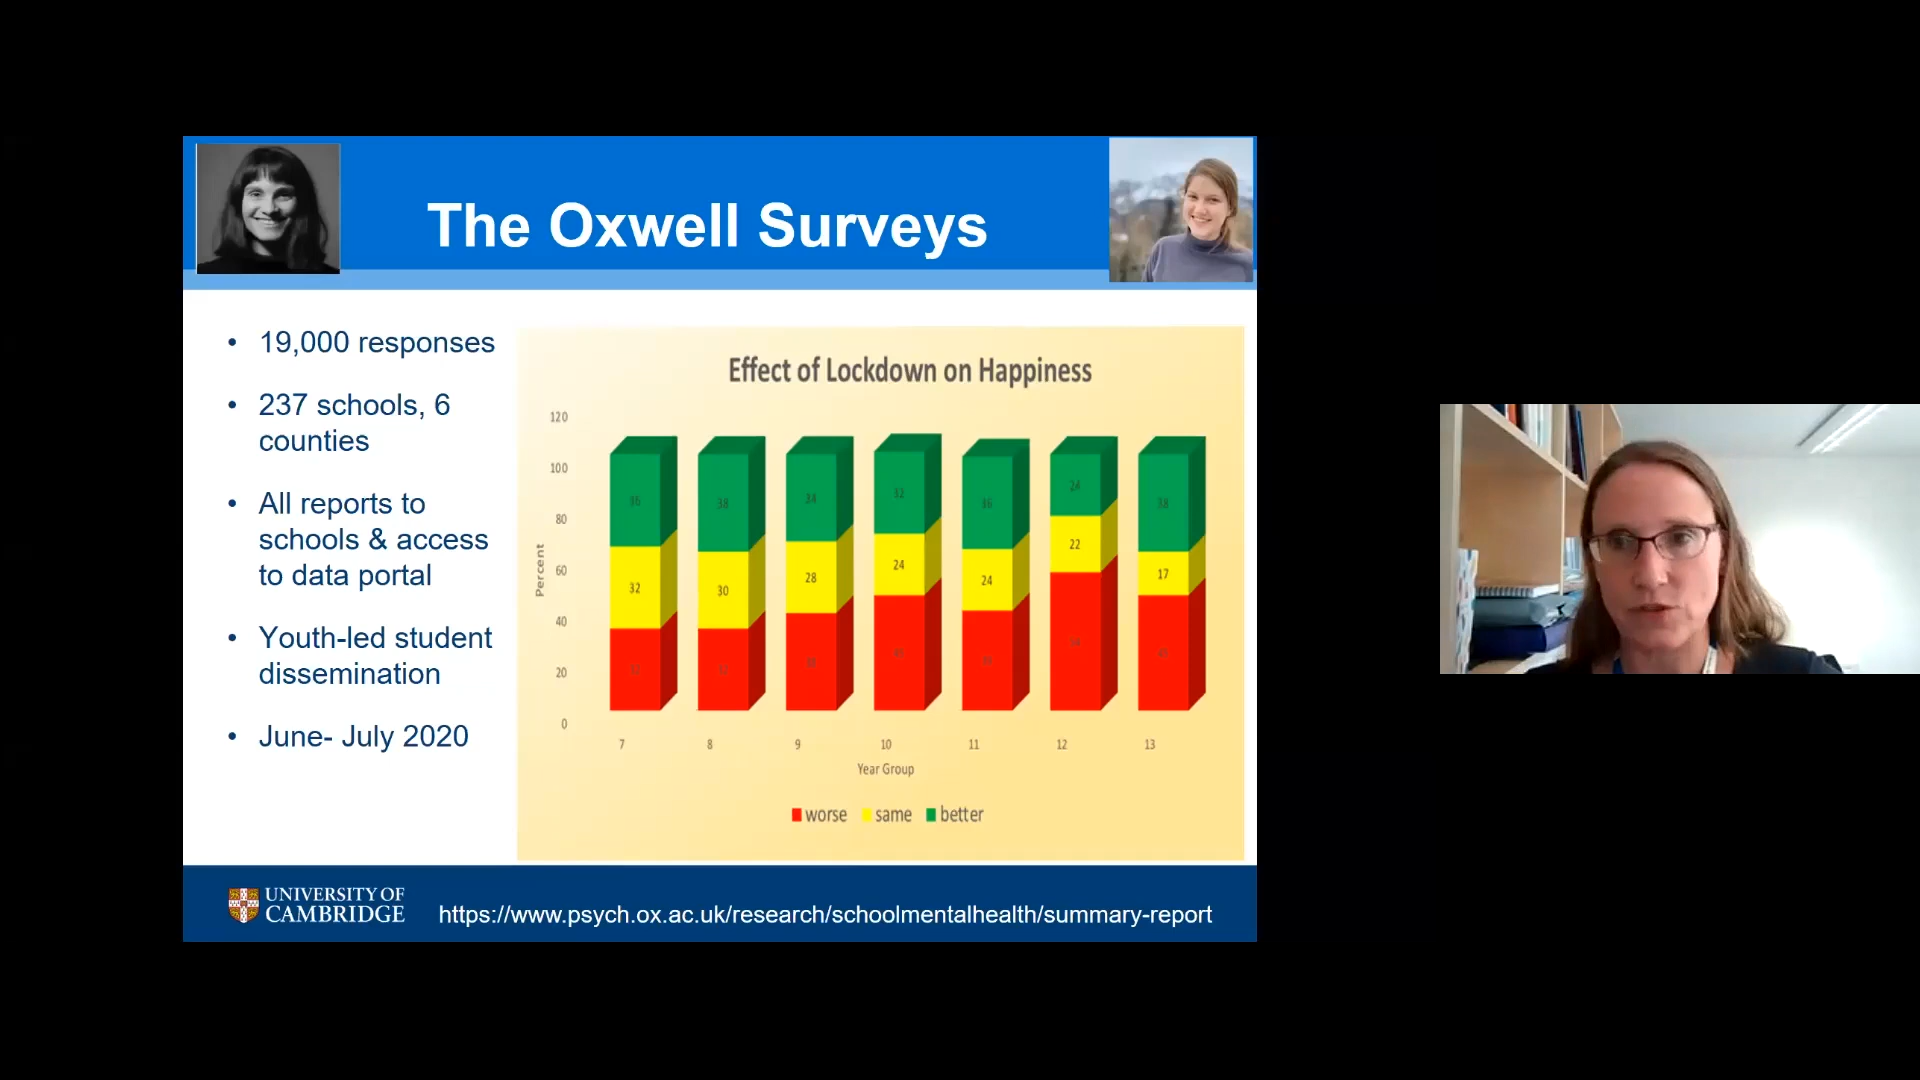 The Oxwell Surveys
• 19,000 responses
• 237 schools, 6
counties
• All reports to
schools & access
to data portal
• Youth-led student
dissemination
• June- July 2020
Effect of Lockdown on Happiness
120
100
80
60
40
20
0
Percent
36 38 34 32 36 24 38
32 30 28 24 24 22 17
7 8 9 10 11 12 13
Year Group
worse same better
UNIVERSITY OF
CAMBRIDGE
https://www.psych.ox.ac.uk/research/schoolmentalhealth/summary-report